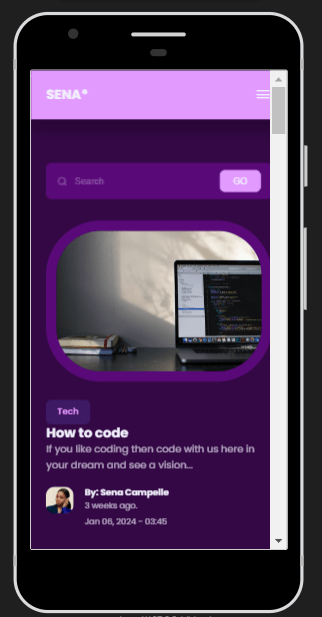 SENA
Search
GO
Tech
How to code
If you like coding then code with us here in
your dream and see a vision...
By: Sena Campelle
3 weeks ago.
Jan 06, 2024 - 03:45